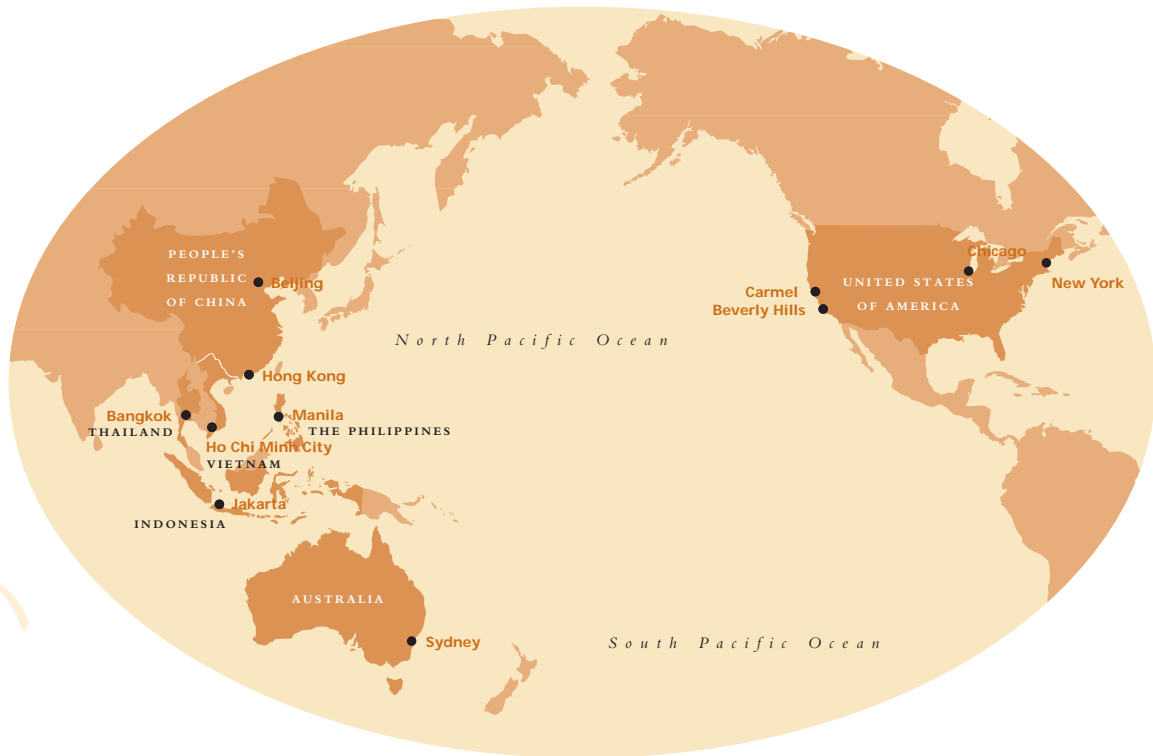 PEOPLE'S
REPUBLIC
OF CHINA
Beijing
Chicago
New York
UNITED STATES
OF AMERICA
Carmel
Beverly Hills
North Pacific Ocean
Hong Kong
Bangkok
THAILAND
Manila
THE PHILIPPINES
Ho Chi Minh City
VIETNAM
Jakarta
INDONESIA
AUSTRALIA
Sydney
South Pacific Ocean